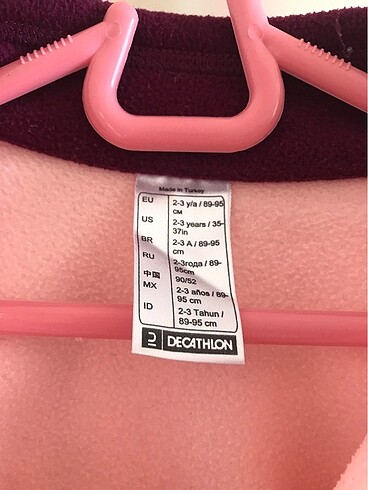 Made in Turkey
EU 2-3 y/a / 89-95
CM
US 2-3 years / 35-
37in
BR 2-3 A / 89-95
cm
RU 2-3года / 89-
95cm
中国 90/52
MX 2-3 años / 89-
95 cm
ID 2-3 Tahun /
89-95 cm
DECATHLON